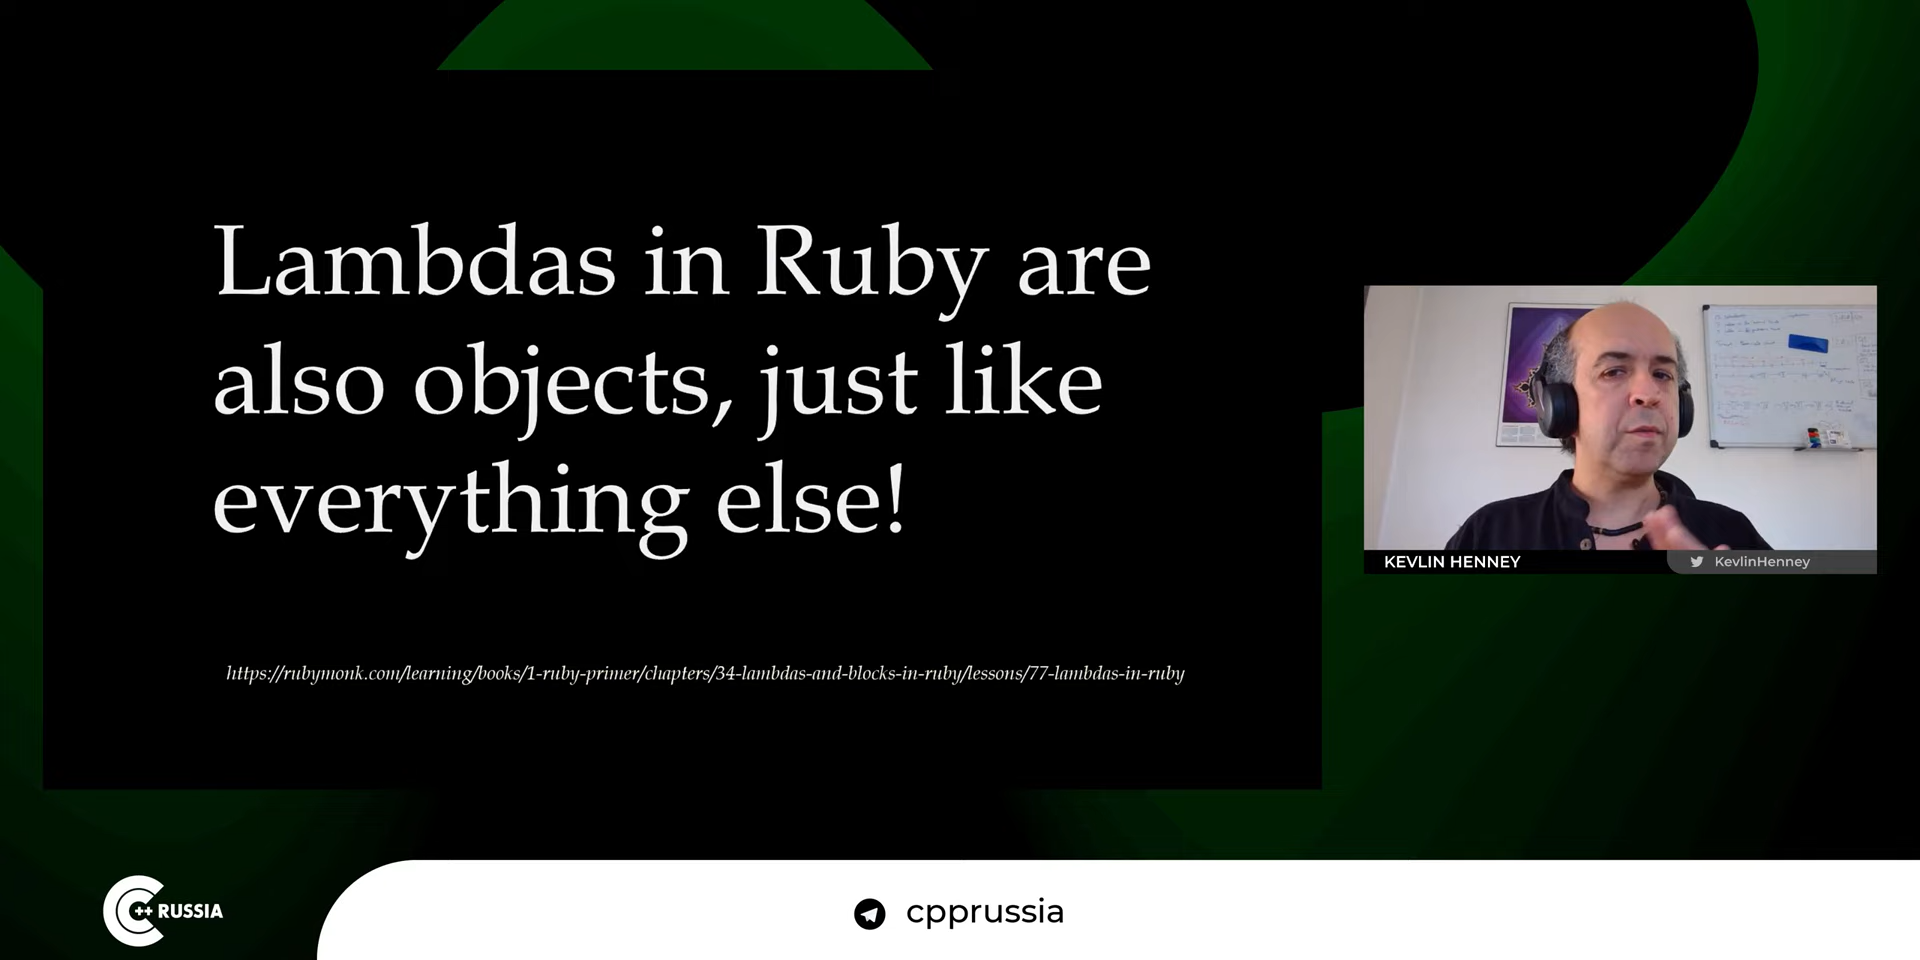 Lambdas in Ruby are
also objects, just like
everything else!
https://rubymonk.com/learning/books/1-ruby-primer/chapters/34-lambdas-and-blocks-in-ruby/lessons/77-lambdas-in-ruby
KEVLIN HENNEY
KevlinHenney
C++ RUSSIA
cpprussia